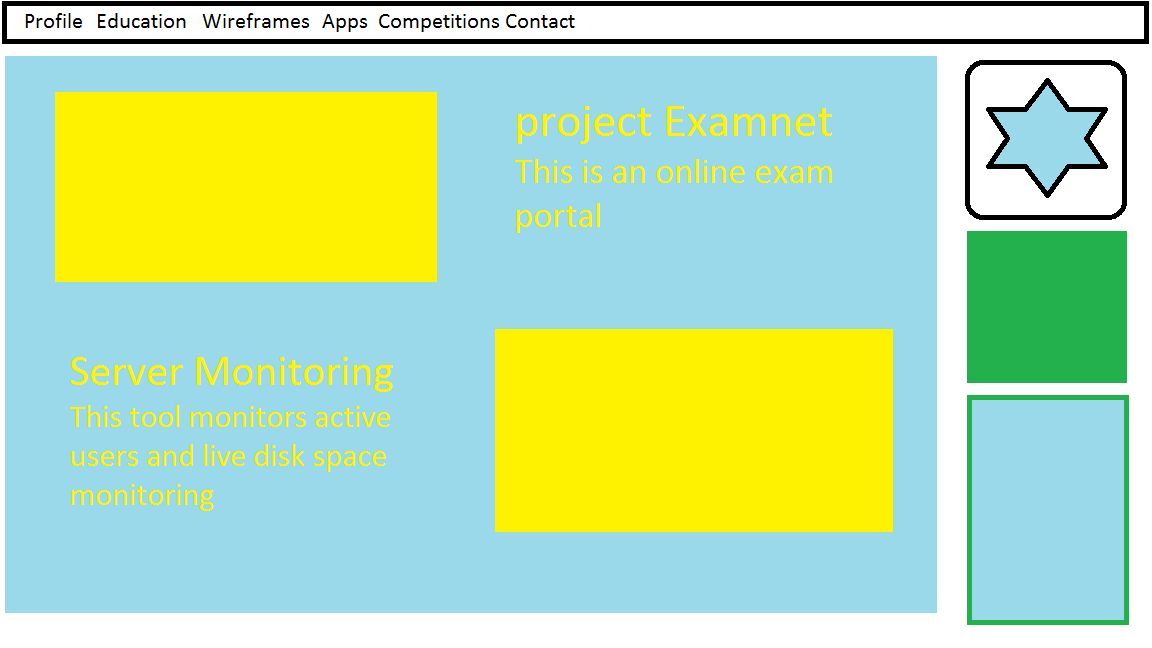 Profile Education Wireframes Apps Competitions Contact
project Examnet
This is an online exam
portal
Server Monitoring
This tool monitors active
users and live disk space
monitoring